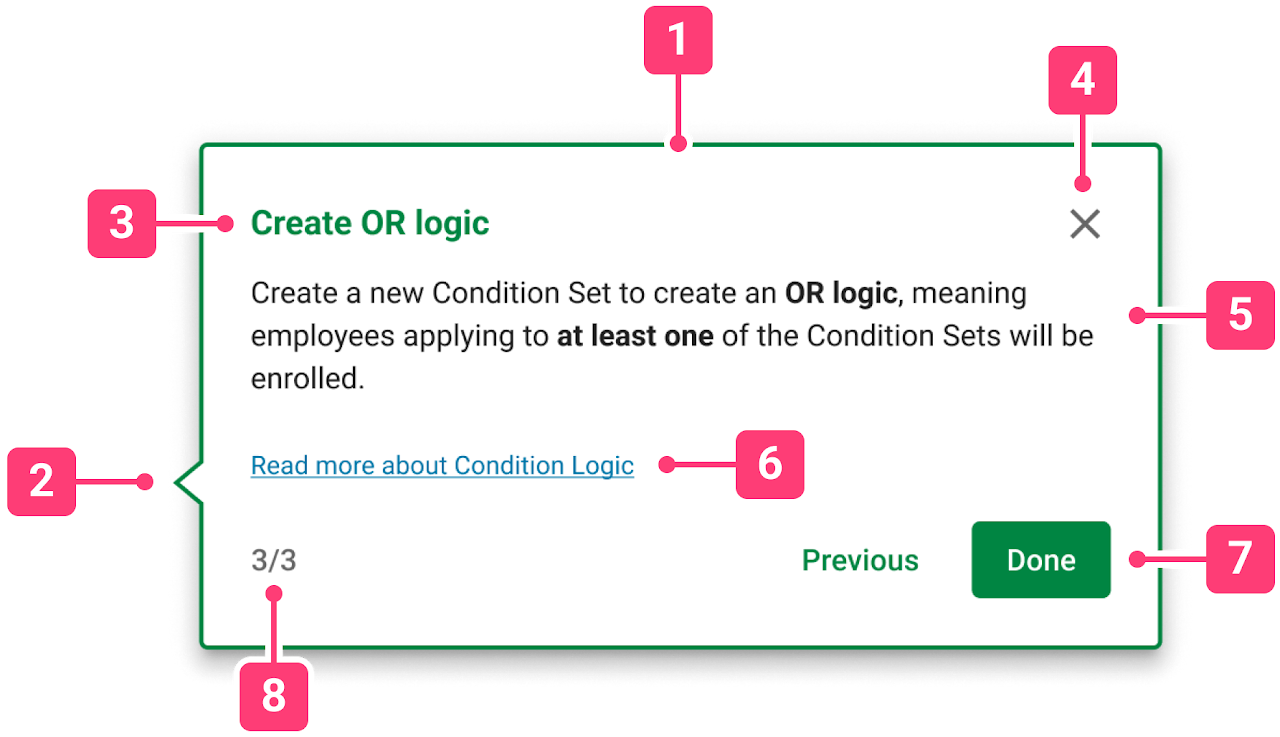 1
4
3
Create OR logic
Create a new Condition Set to create an OR logic, meaning
employees applying to at least one of the Condition Sets will be
enrolled.
5
Read more about Condition Logic
6
2
3/3
Previous
Done
7
8